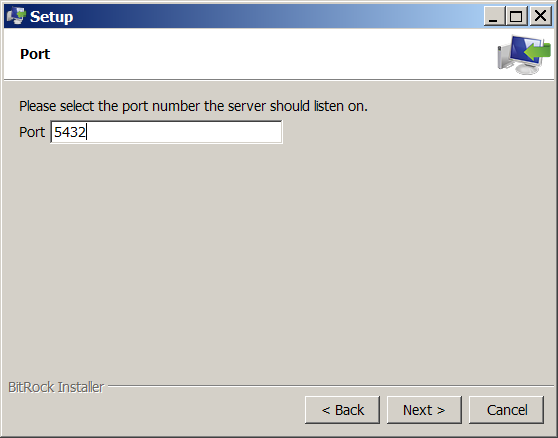 Setup
Port
Please select the port number the server should listen on.
Port 5432
BitRock Installer
< Back Next > Cancel